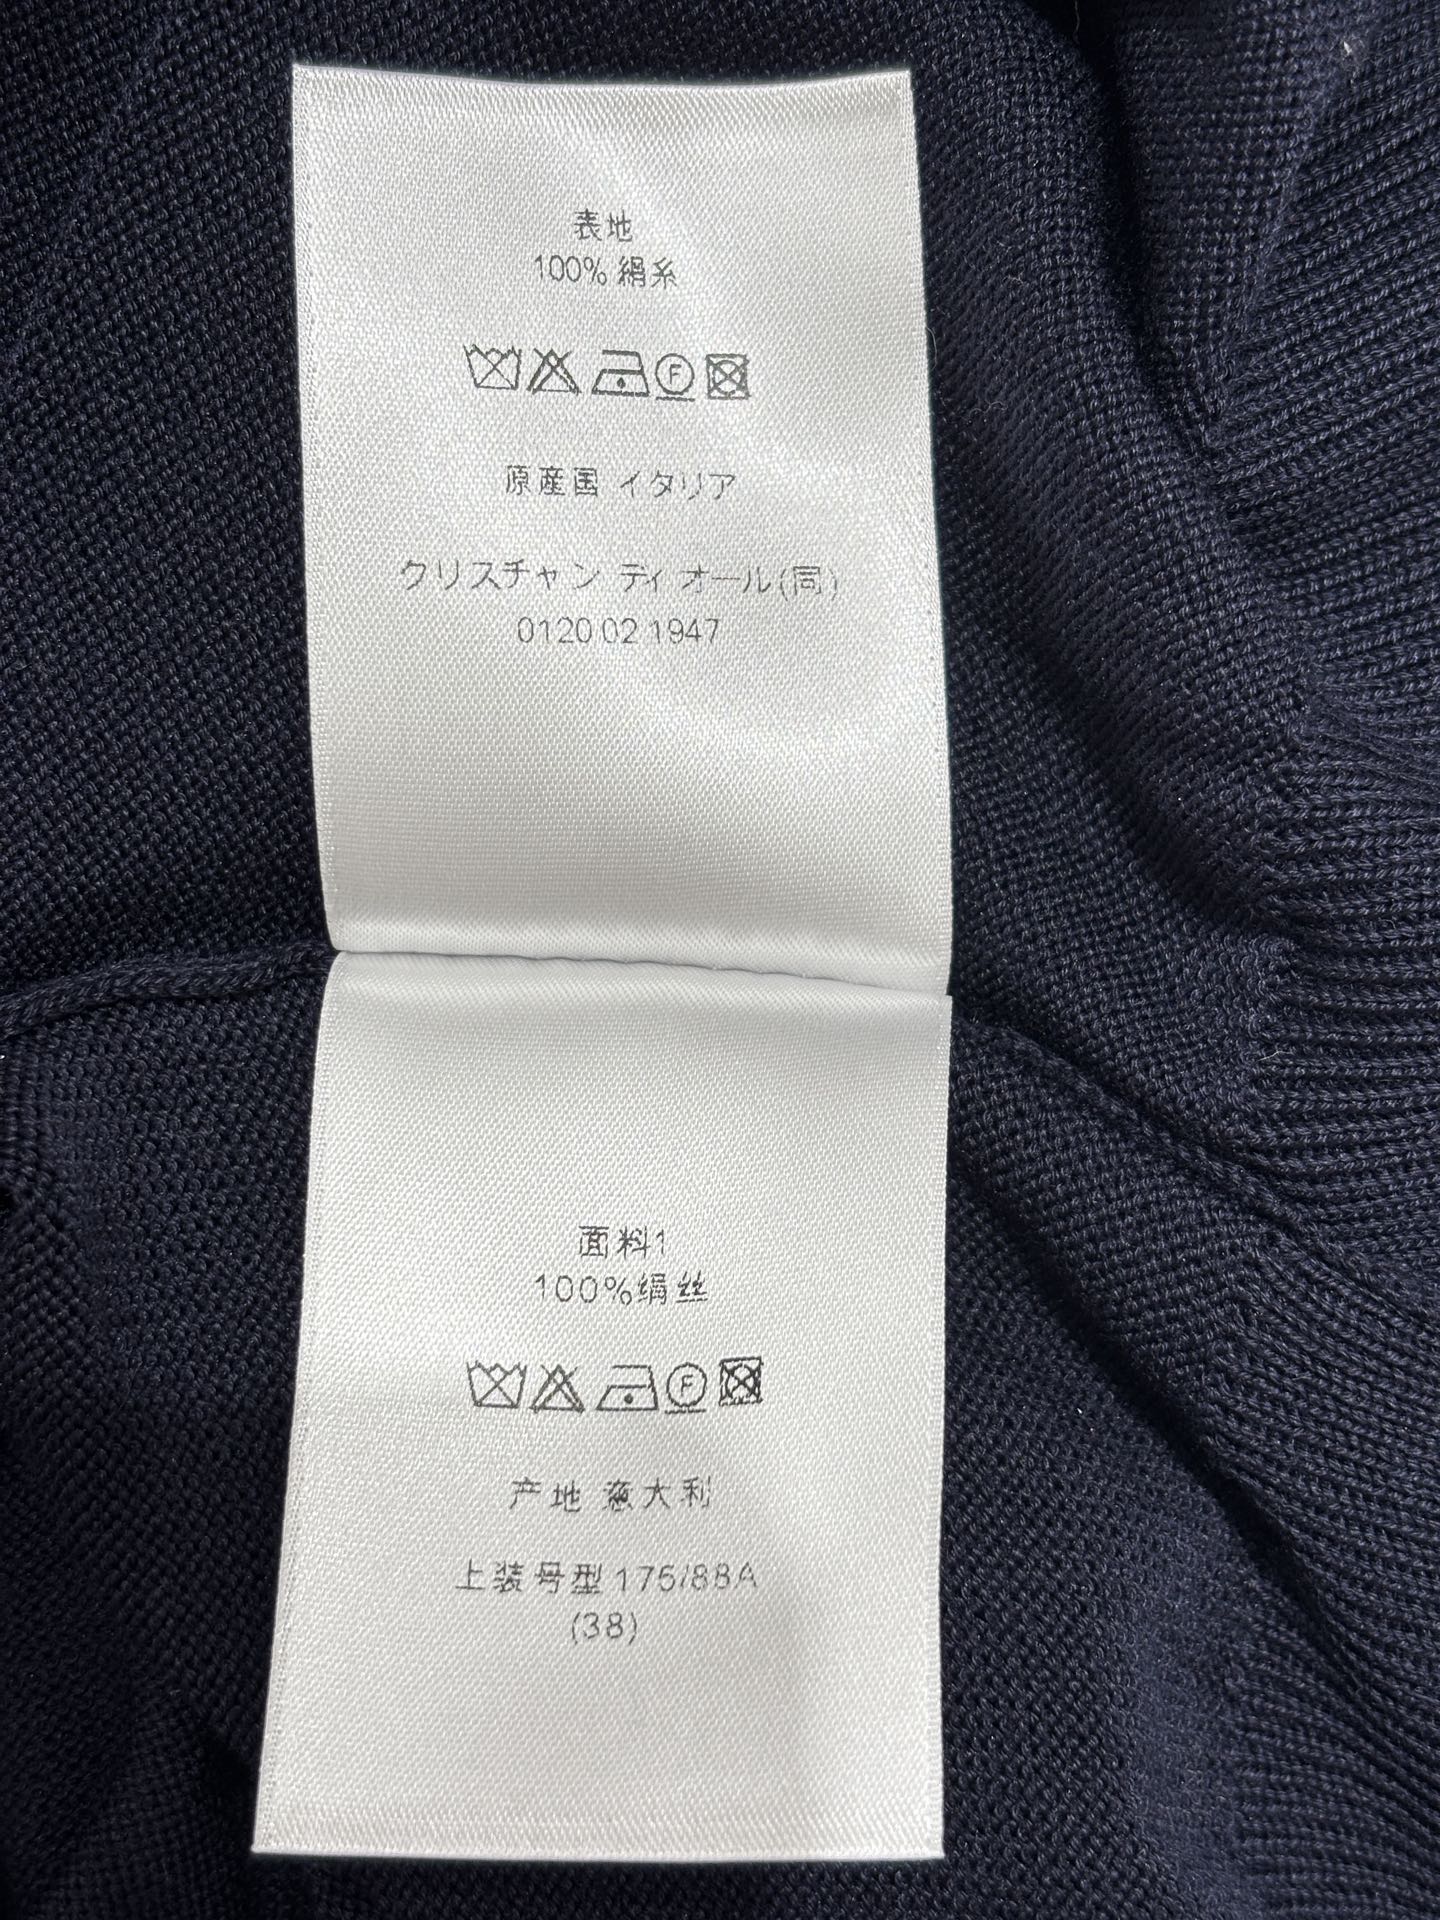 表地
100% 絹糸
F
原産国 イタリア
クリスチャン ディ オール(同)
0120 02 1947
面料1
100%绢丝
F
产地 意大利
上装号型 175/88A
(38)